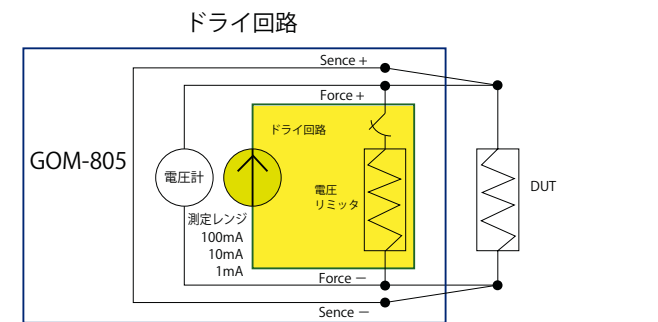 ドライ回路
Sence +
Force +
ドライ回路
GOM-805
電圧計
電圧
リミッタ
DUT
測定レンジ
100mA
10mA
1mA
Force －
Sence －